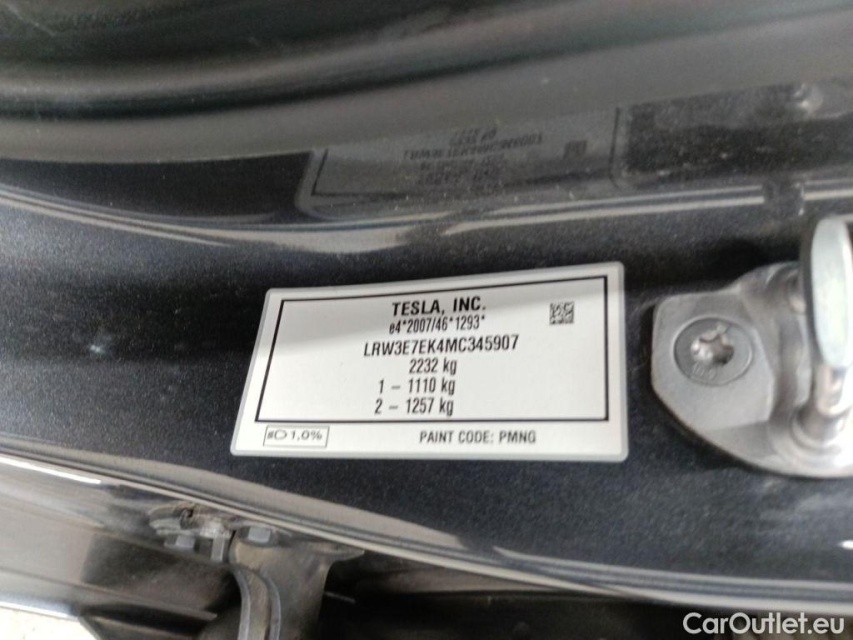 TESLA, INC.
e4*2007/46*1293*
LRW3E7EK4MC345907
2232 kg
1 – 1110 kg
2 – 1257 kg
1,0%
PAINT CODE: PMNG
CarOutlet.eu